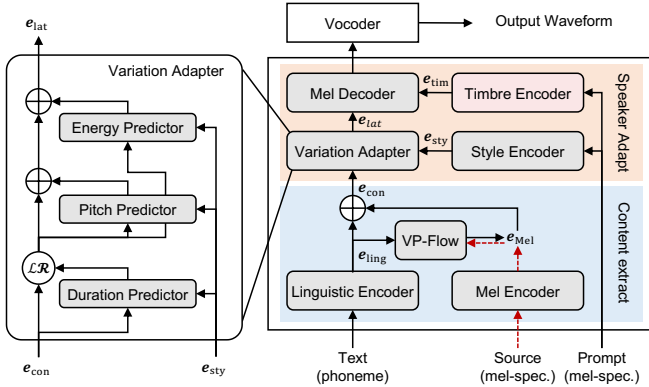 e_lat
Variation Adapter
Energy Predictor
Pitch Predictor
ℒℛ
Duration Predictor
e_con
e_sty
Vocoder
Output Waveform
Mel Decoder
e_tim
Timbre Encoder
e_lat
Variation Adapter
e_sty
Style Encoder
Speaker Adapt
e_con
VP-Flow
e_Mel
e_ling
Linguistic Encoder
Mel Encoder
Content extract
Text
(phoneme)
Source
(mel-spec.)
Prompt
(mel-spec.)